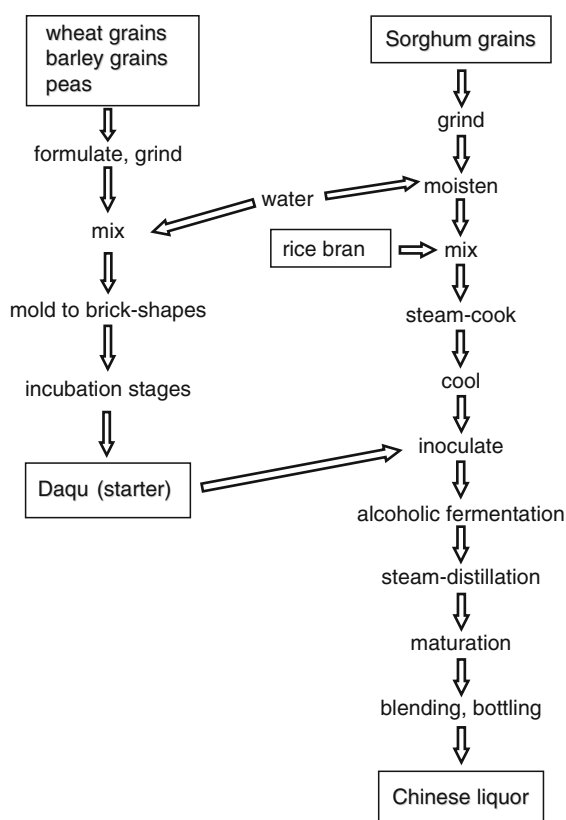 wheat grains
barley grains
peas
formulate, grind
mix
mold to brick-shapes
incubation stages
Daqu (starter)
water
Sorghum grains
grind
moisten
rice bran
mix
steam-cook
cool
inoculate
alcoholic fermentation
steam-distillation
maturation
blending, bottling
Chinese liquor